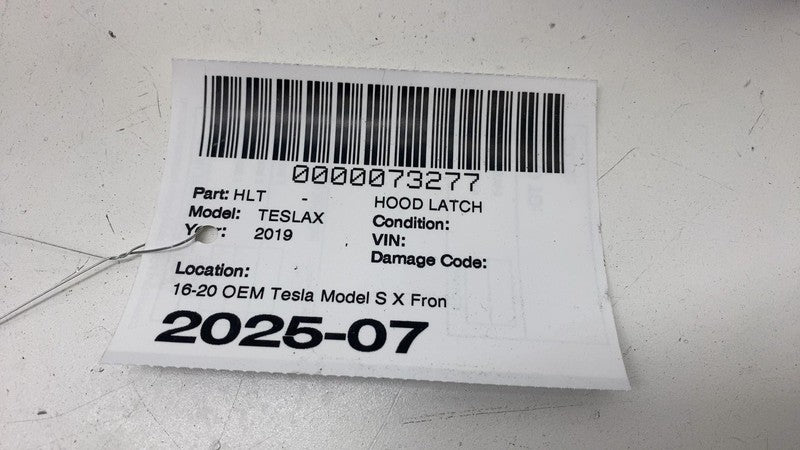 0000073277
Part: HLT - HOOD LATCH
Model: TESLAX Condition:
Year: 2019 VIN:
Damage Code:
Location:
16-20 OEM Tesla Model S X Fron
2025-07